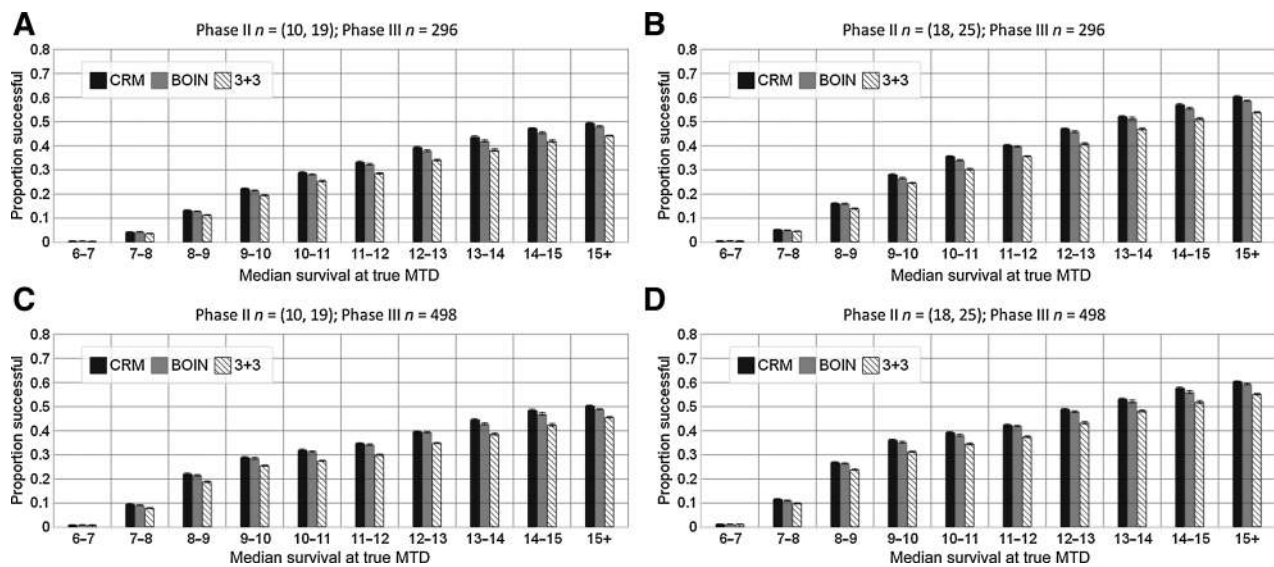 A
Phase II n = (10, 19); Phase III n = 296
Proportion successful
0.8
0.7
0.6
0.5
0.4
0.3
0.2
0.1
0
CRM BOIN 3+3
6–7 7–8 8–9 9–10 10–11 11–12 12–13 13–14 14–15 15+
Median survival at true MTD
B
Phase II n = (18, 25); Phase III n = 296
Proportion successful
0.8
0.7
0.6
0.5
0.4
0.3
0.2
0.1
0
CRM BOIN 3+3
6–7 7–8 8–9 9–10 10–11 11–12 12–13 13–14 14–15 15+
Median survival at true MTD
C
Phase II n = (10, 19); Phase III n = 498
Proportion successful
0.8
0.7
0.6
0.5
0.4
0.3
0.2
0.1
0
CRM BOIN 3+3
6–7 7–8 8–9 9–10 10–11 11–12 12–13 13–14 14–15 15+
Median survival at true MTD
D
Phase II n = (18, 25); Phase III n = 498
Proportion successful
0.8
0.7
0.6
0.5
0.4
0.3
0.2
0.1
0
CRM BOIN 3+3
6–7 7–8 8–9 9–10 10–11 11–12 12–13 13–14 14–15 15+
Median survival at true MTD